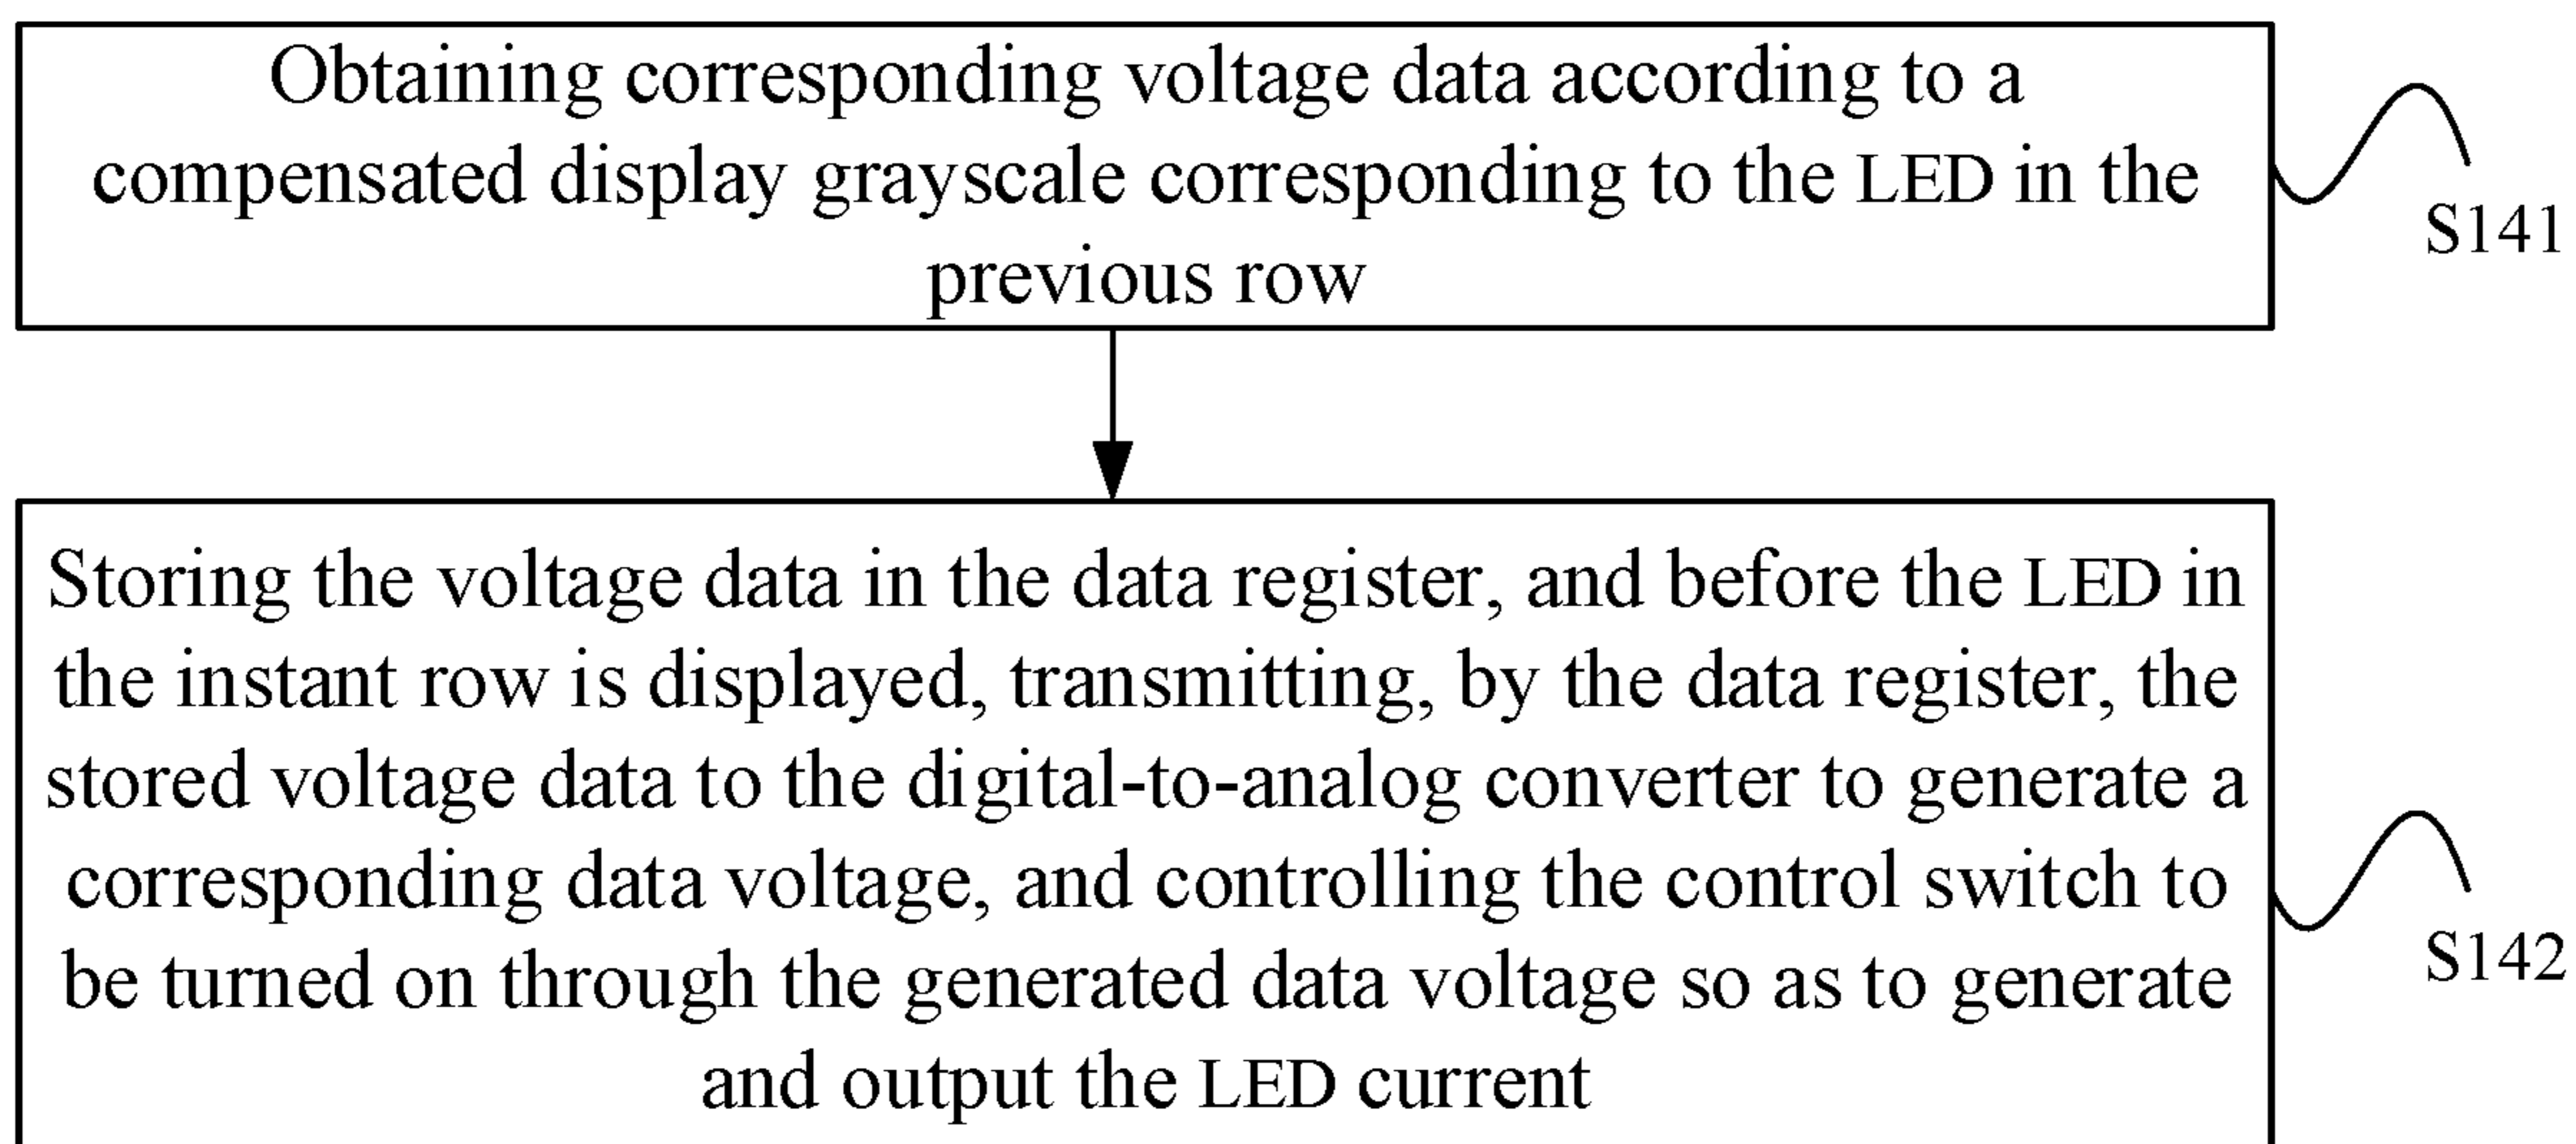 Obtaining corresponding voltage data according to a
compensated display grayscale corresponding to the LED in the
previous row
S141
Storing the voltage data in the data register, and before the LED in
the instant row is displayed, transmitting, by the data register, the
stored voltage data to the digital-to-analog converter to generate a
corresponding data voltage, and controlling the control switch to
be turned on through the generated data voltage so as to generate
and output the LED current
S142